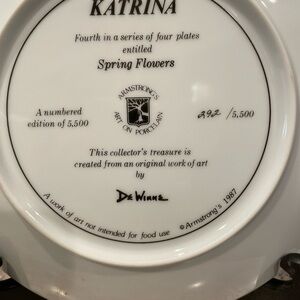 KATRINA
Fourth in a series of four plates
entitled
Spring Flowers
ARMSTRONG'S
ART ON PORCELAIN
A numbered
edition of 5,500
292 /5,500
This collector's treasure is
created from an original work of art
by
DeWinne
A work of art not intended for food use © Armstrong's 1987